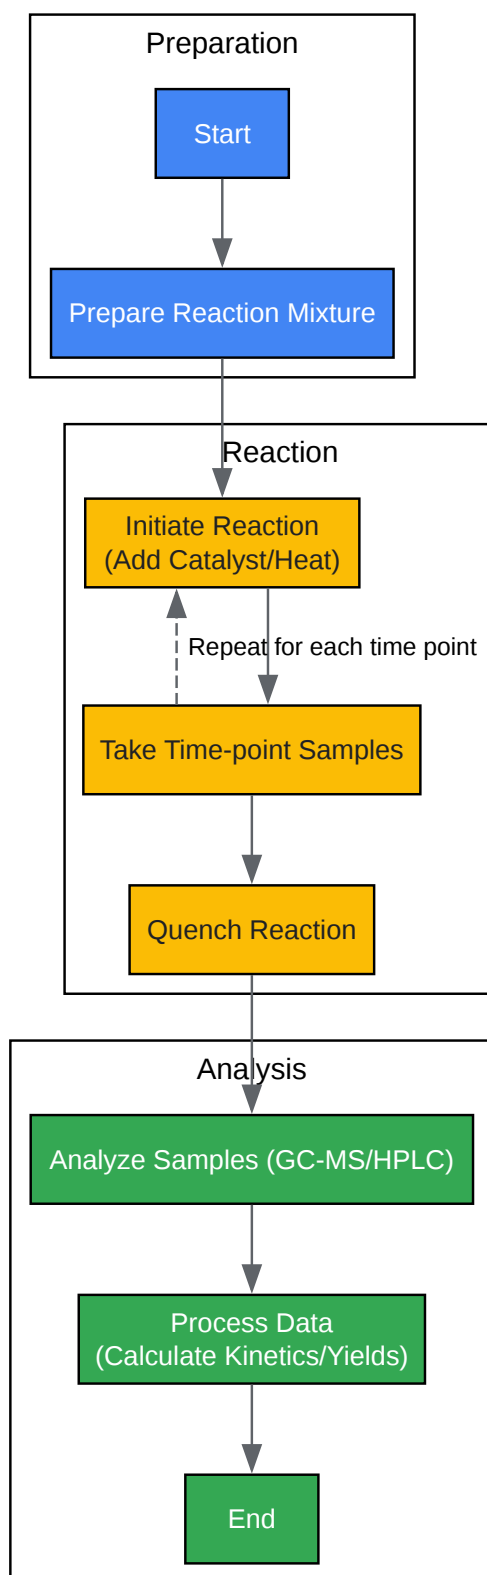 Preparation
Start
Prepare Reaction Mixture
Reaction
Initiate Reaction
(Add Catalyst/Heat)
Repeat for each time point
Take Time-point Samples
Quench Reaction
Analysis
Analyze Samples (GC-MS/HPLC)
Process Data
(Calculate Kinetics/Yields)
End